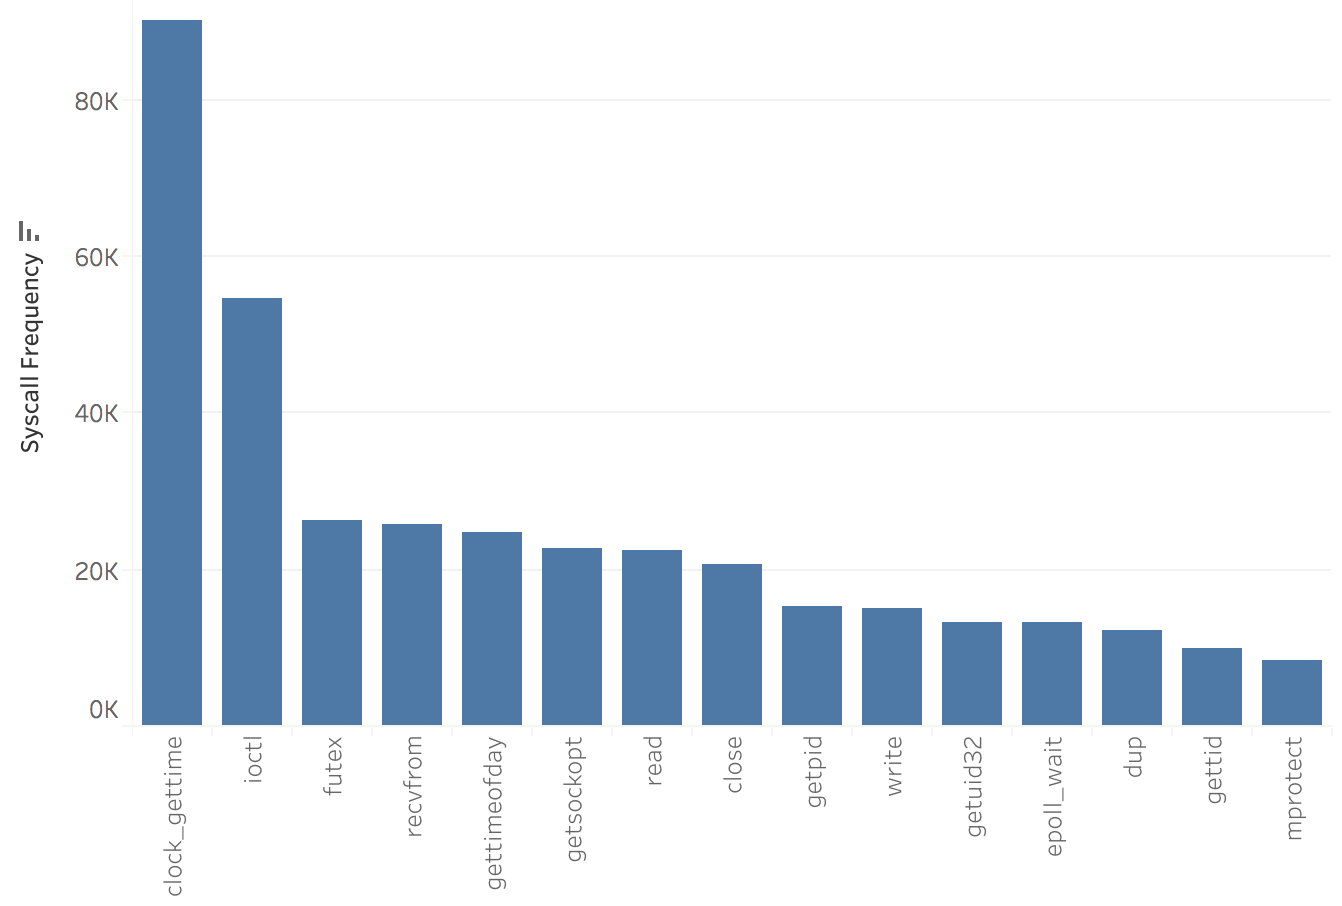 Syscall Frequency
80K
60K
40K
20K
0K
clock_gettime
ioctl
futex
recvfrom
gettimeofday
getsockopt
read
close
getpid
write
getuid32
epoll_wait
dup
gettid
mprotect